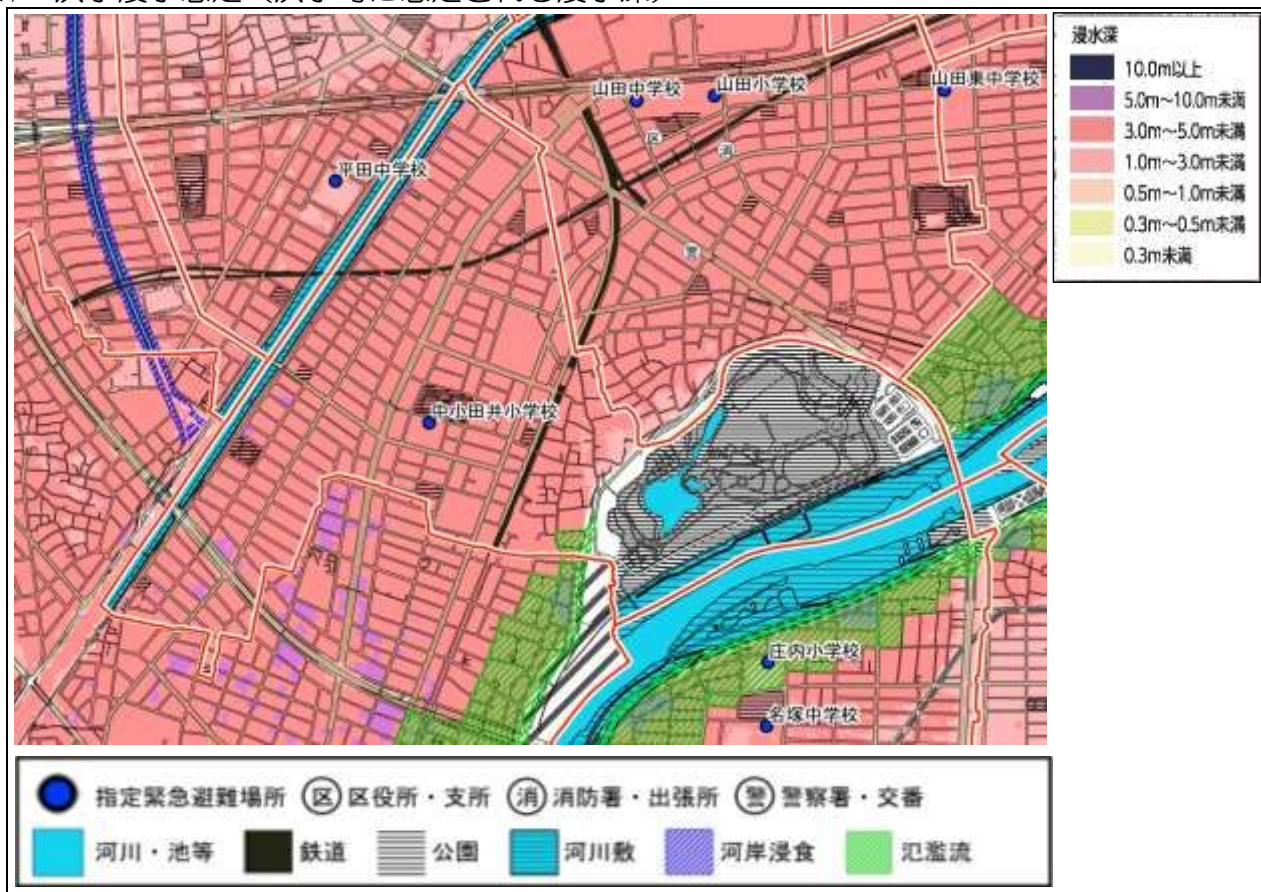 浸水深
10.0m以上
5.0m～10.0m未満
3.0m～5.0m未満
1.0m～3.0m未満
0.5m～1.0m未満
0.3m～0.5m未満
0.3m未満
山田中学校
山田小学校
山田東中学校
区
消
平田中学校
警
中小田井小学校
庄内小学校
名塚中学校
指定緊急避難場所 区 区役所・支所 消 消防署・出張所 警 警察署・交番
河川・池等 鉄道 公園 河川敷 河岸浸食 氾濫流